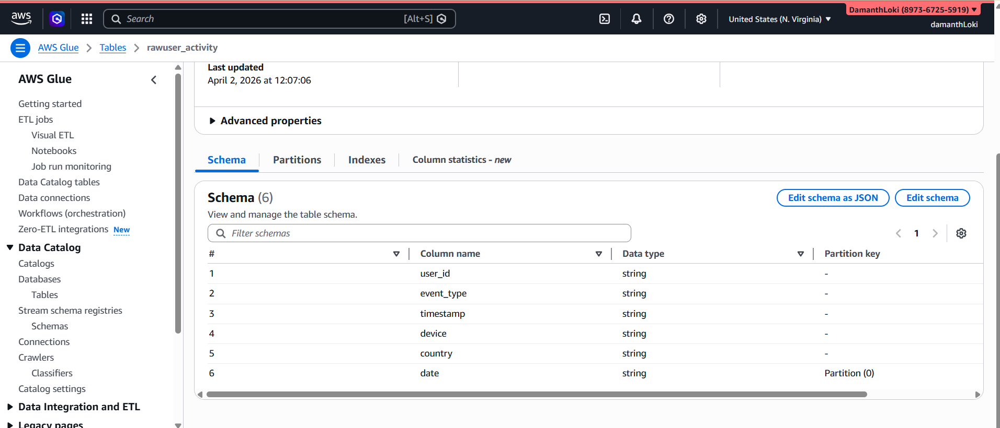 aws
Search [Alt+S]
United States (N. Virginia)
DamanthLoki (8973-6725-5919)
damanthLoki
AWS Glue
Tables
rawuser_activity
AWS Glue
Getting started
ETL jobs
Visual ETL
Notebooks
Job run monitoring
Data Catalog tables
Data connections
Workflows (orchestration)
Zero-ETL integrations New
Data Catalog
Catalogs
Databases
Tables
Stream schema registries
Schemas
Connections
Crawlers
Classifiers
Catalog settings
Data Integration and ETL
Legacy pages
Last updated
April 2, 2026 at 12:07:06
Advanced properties
Schema Partitions Indexes Column statistics - new
Schema (6)
Edit schema as JSON Edit schema
View and manage the table schema.
Filter schemas
1
# Column name Data type Partition key
1 user_id string -
2 event_type string -
3 timestamp string -
4 device string -
5 country string -
6 date string Partition (0)